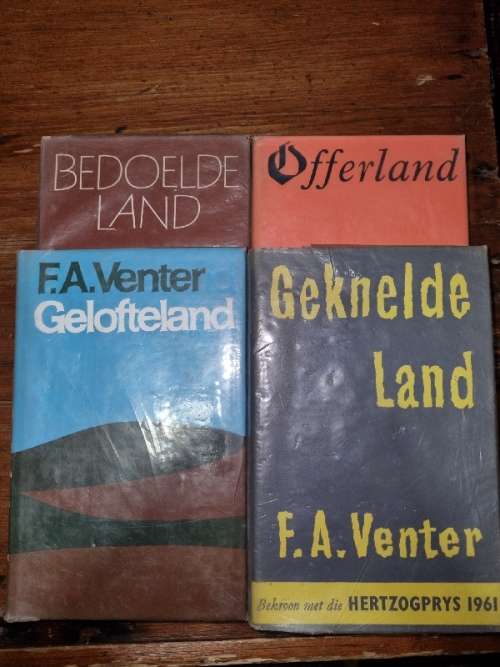 BEDOELDE
LAND
Offerland
F.A.Venter
Gelofteland
Geknelde
Land
F.A.Venter
Bekroon met die HERTZOGPRYS 1961